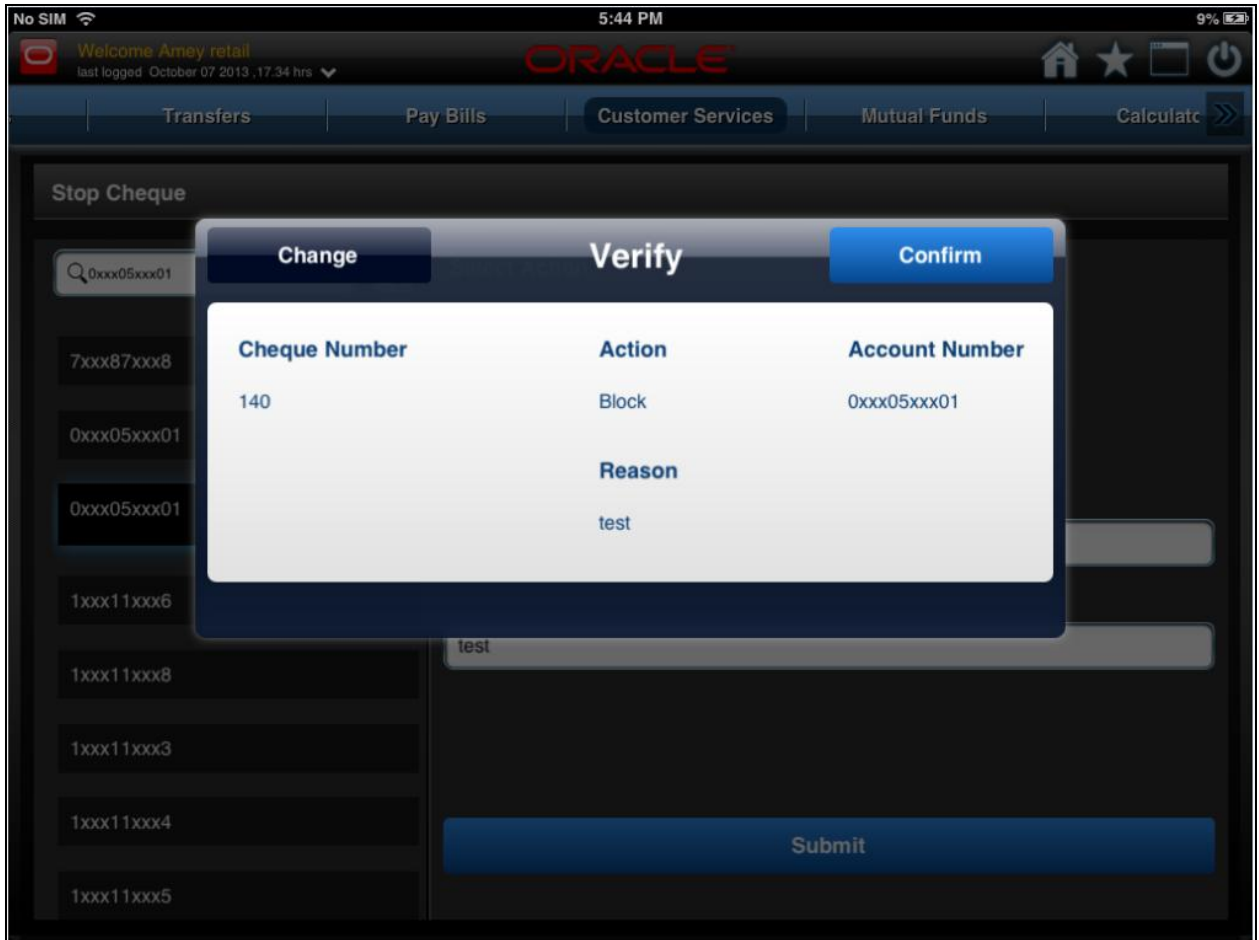 No SIM 5:44 PM 9%
Welcome Amey retail
ORACLE
last logged October 07 2013 ,17.34 hrs
Transfers Pay Bills Customer Services Mutual Funds Calculatc
Stop Cheque
Change Verify Confirm
0xxx05xxx01
Cheque Number Action Account Number
7xxx87xxx8
140 Block 0xxx05xxx01
0xxx05xxx01
Reason
0xxx05xxx01
test
1xxx11xxx6
test
1xxx11xxx8
1xxx11xxx3
1xxx11xxx4
Submit
1xxx11xxx5